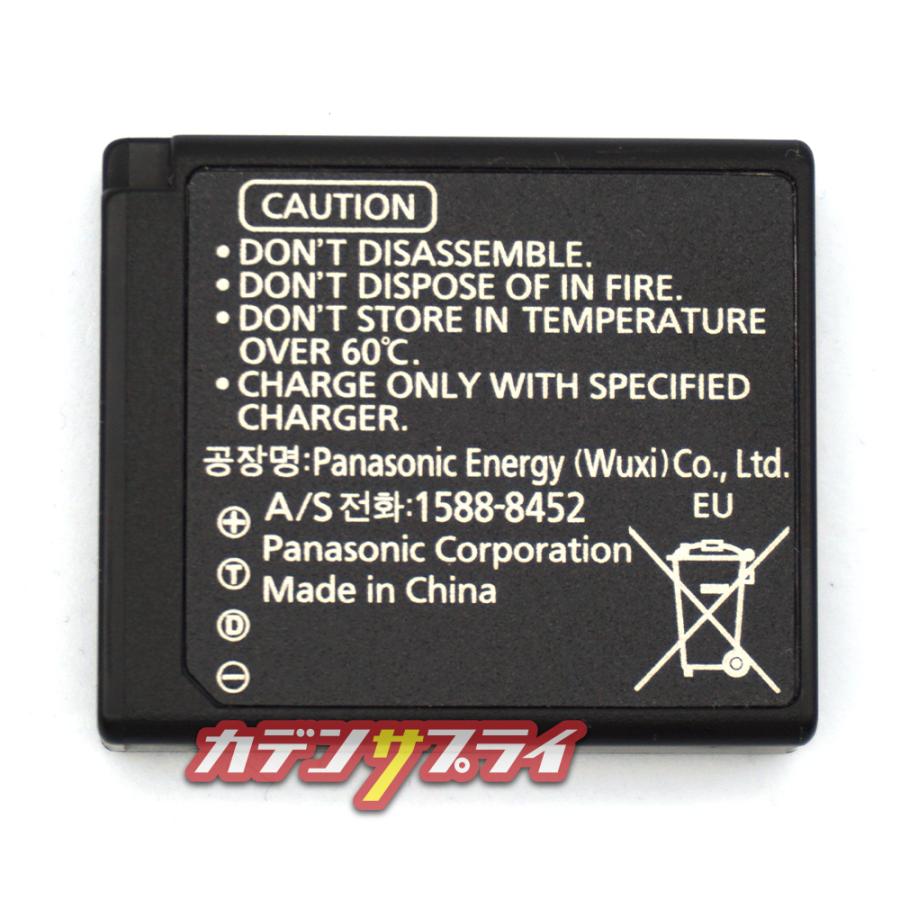 CAUTION
• DON'T DISASSEMBLE.
• DON'T DISPOSE OF IN FIRE.
• DON'T STORE IN TEMPERATURE
OVER 60℃.
• CHARGE ONLY WITH SPECIFIED
CHARGER.
공장명:Panasonic Energy (Wuxi)Co., Ltd.
A/S전화:1588-8452
EU
Panasonic Corporation
Made in China
+
T
D
−
カデンサプライ